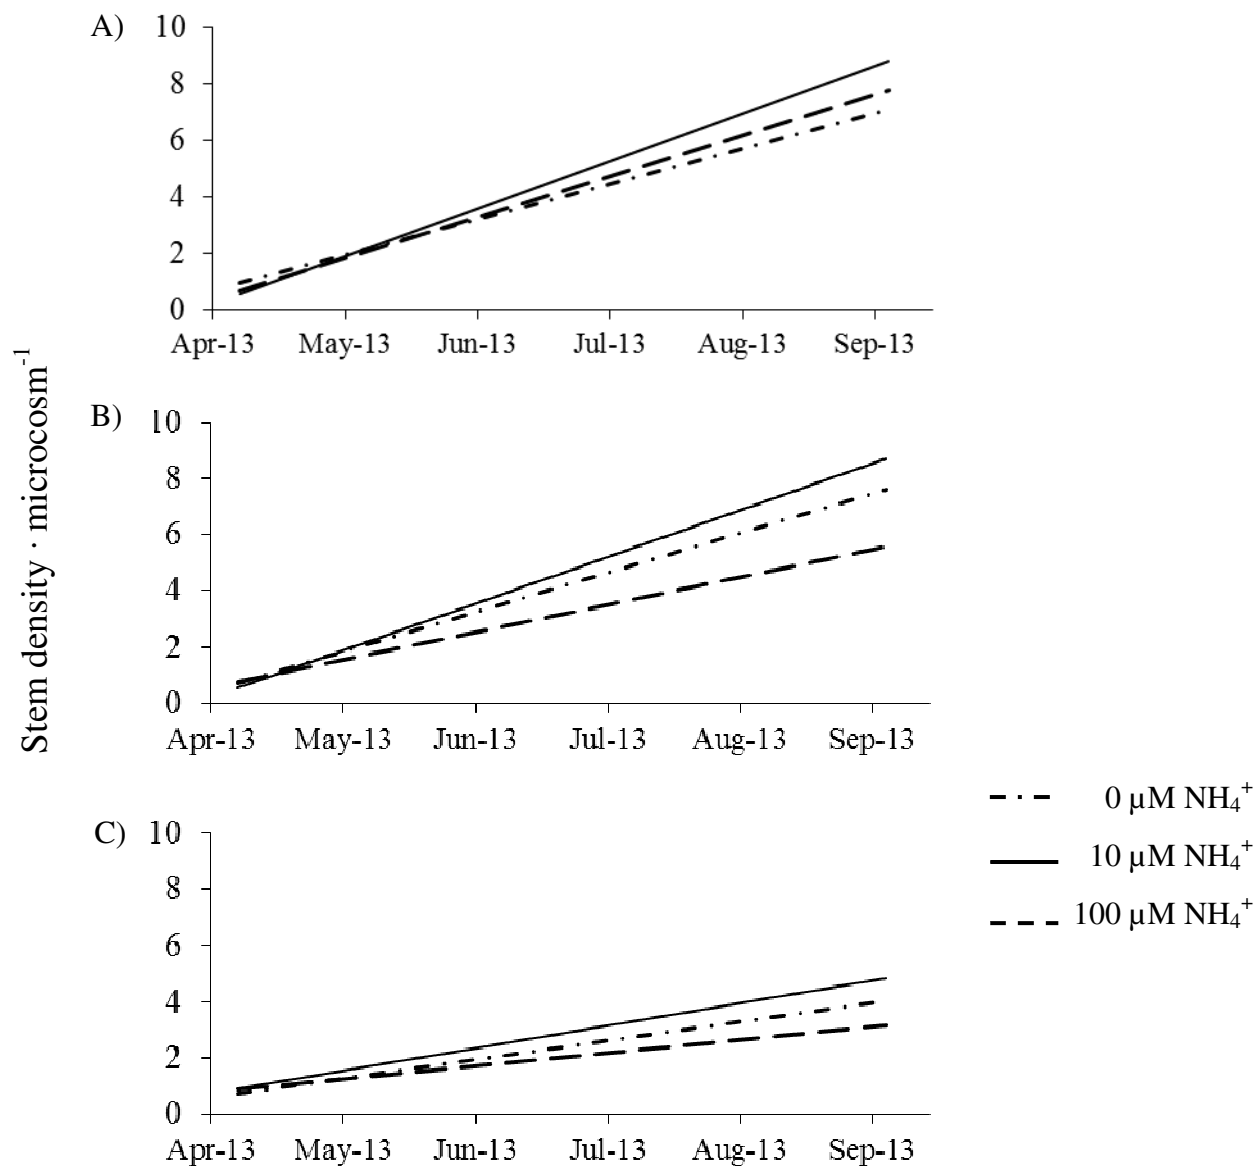 A)
10
8
6
4
2
0
Apr-13 May-13 Jun-13 Jul-13 Aug-13 Sep-13
Stem density · microcosm⁻¹
B)
10
8
6
4
2
0
Apr-13 May-13 Jun-13 Jul-13 Aug-13 Sep-13
C)
10
8
6
4
2
0
Apr-13 May-13 Jun-13 Jul-13 Aug-13 Sep-13
0 µM NH₄⁺
10 µM NH₄⁺
100 µM NH₄⁺